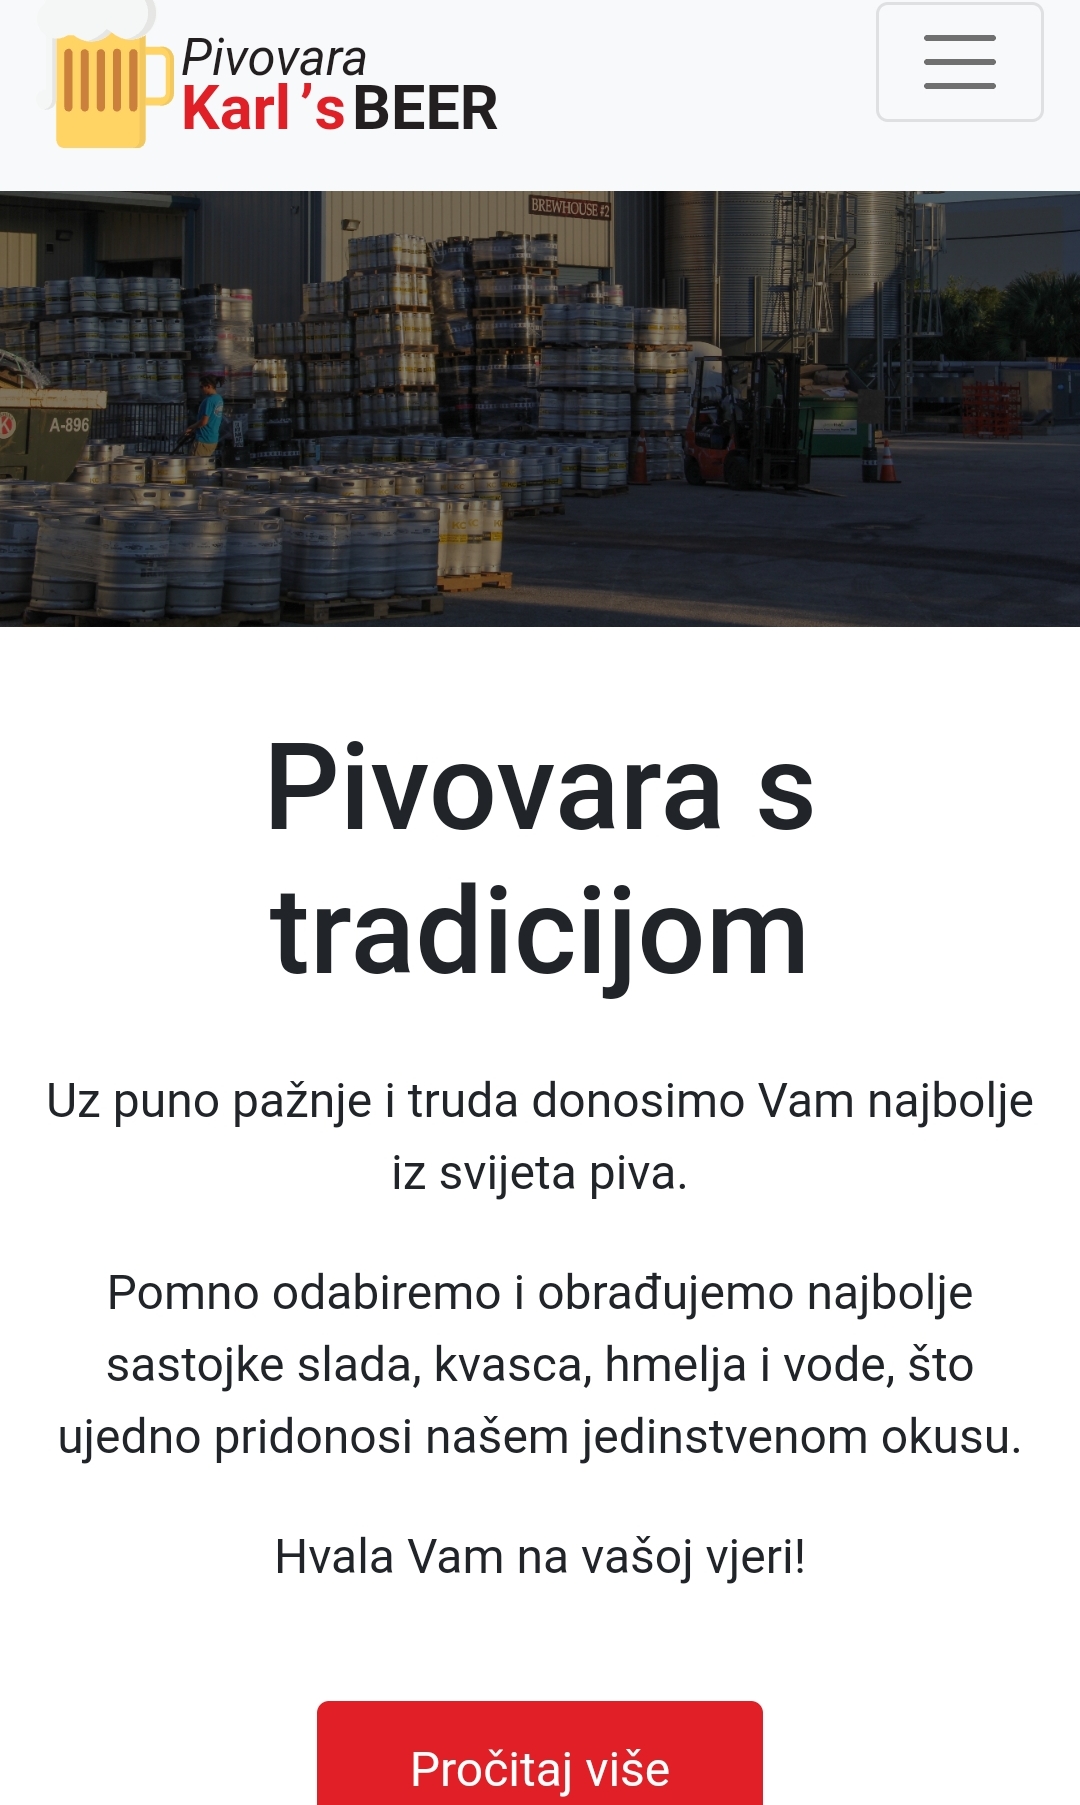 Pivovara
Karl ’s BEER
BREWHOUSE #2
K
A-896
Pivovara s
tradicijom
Uz puno pažnje i truda donosimo Vam najbolje
iz svijeta piva.
Pomno odabiremo i obrađujemo najbolje
sastojke slada, kvasca, hmelja i vode, što
ujedno pridonosi našem jedinstvenom okusu.
Hvala Vam na vašoj vjeri!
Pročitaj više